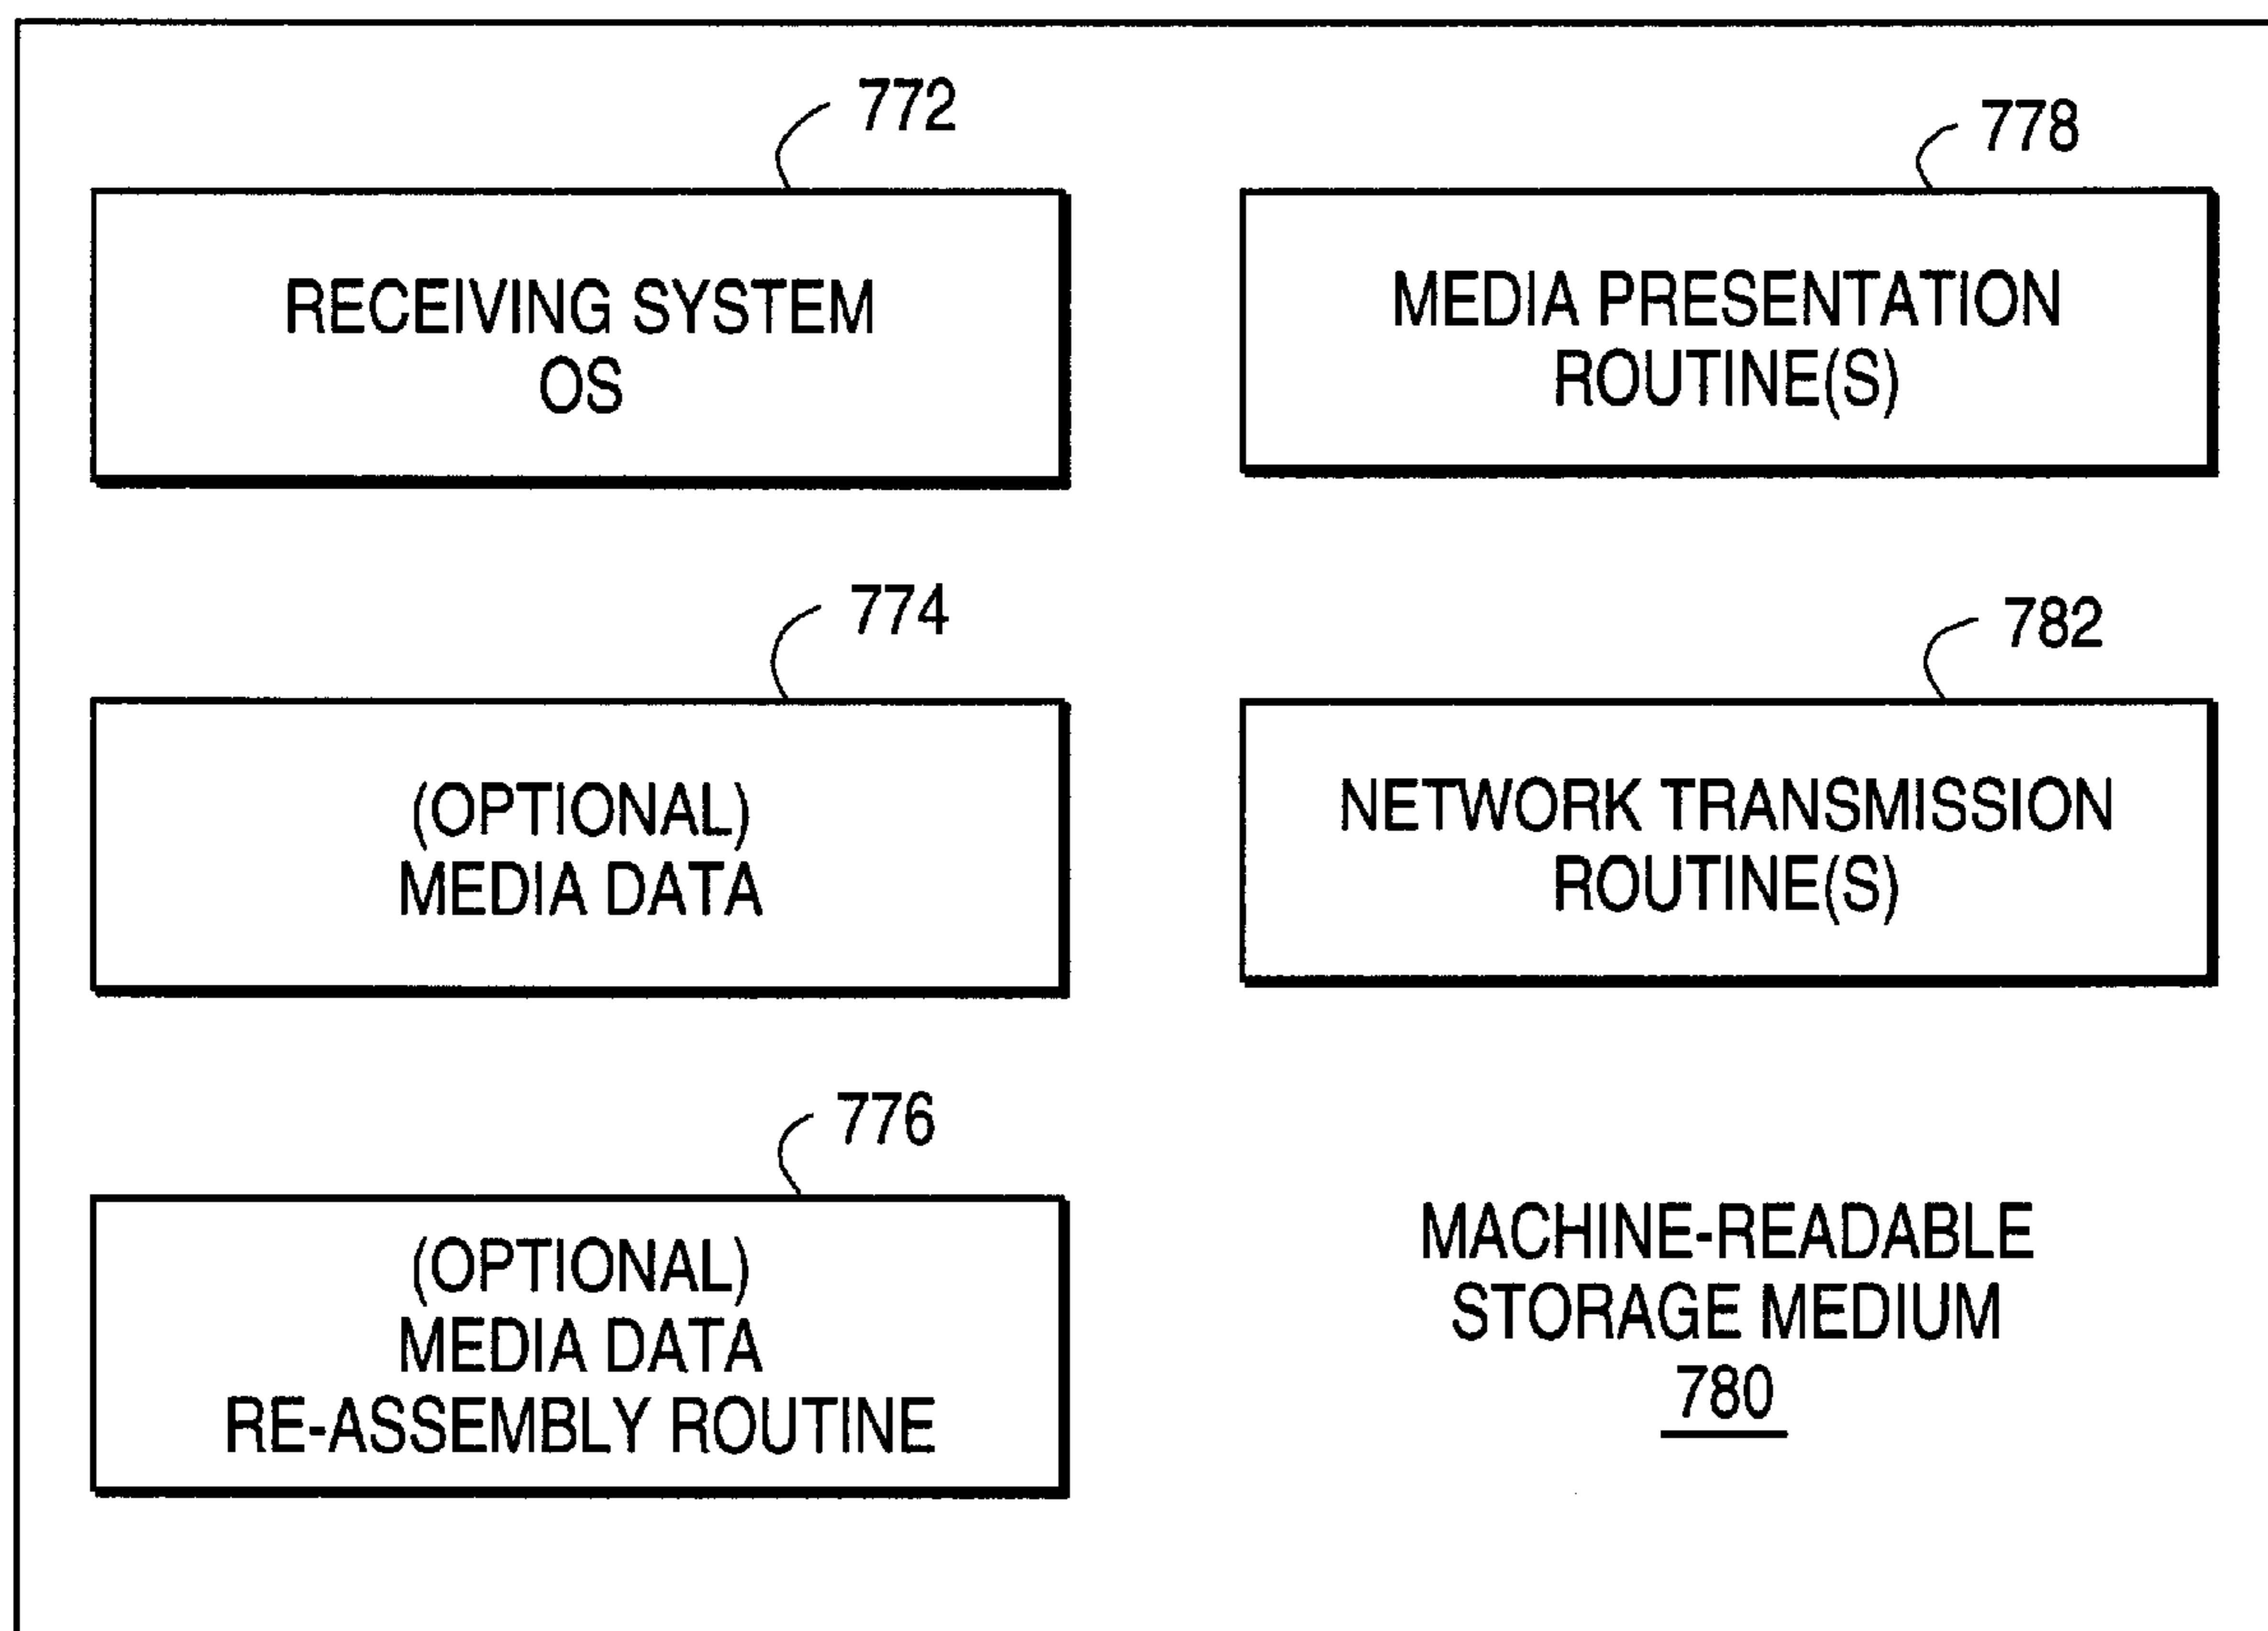 772
RECEIVING SYSTEM
OS
778
MEDIA PRESENTATION
ROUTINE(S)
774
(OPTIONAL)
MEDIA DATA
782
NETWORK TRANSMISSION
ROUTINE(S)
776
(OPTIONAL)
MEDIA DATA
RE-ASSEMBLY ROUTINE
MACHINE-READABLE
STORAGE MEDIUM
780